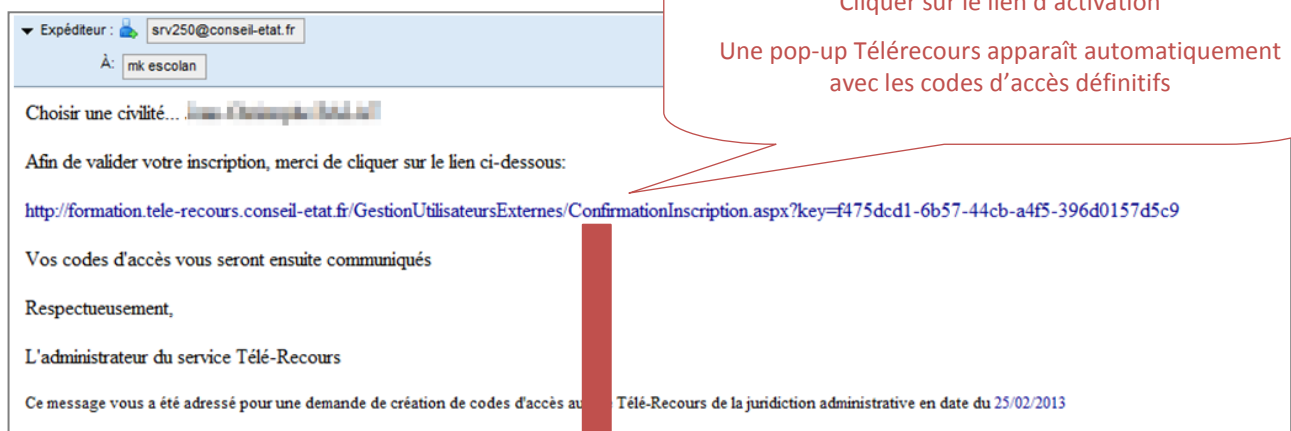 Cliquer sur le lien d'activation
Une pop-up Télérecours apparaît automatiquement
avec les codes d’accès définitifs
Expéditeur : srv250@conseil-etat.fr
À: mk escolan
Choisir une civilité...
Afin de valider votre inscription, merci de cliquer sur le lien ci-dessous:
http://formation.tele-recours.conseil-etat.fr/GestionUtilisateursExternes/ConfirmationInscription.aspx?key=f475dcd1-6b57-44cb-a4f5-396d0157d5c9
Vos codes d'accès vous seront ensuite communiqués
Respectueusement,
L'administrateur du service Télé-Recours
Ce message vous a été adressé pour une demande de création de codes d'accès Télé-Recours de la juridiction administrative en date du 25/02/2013